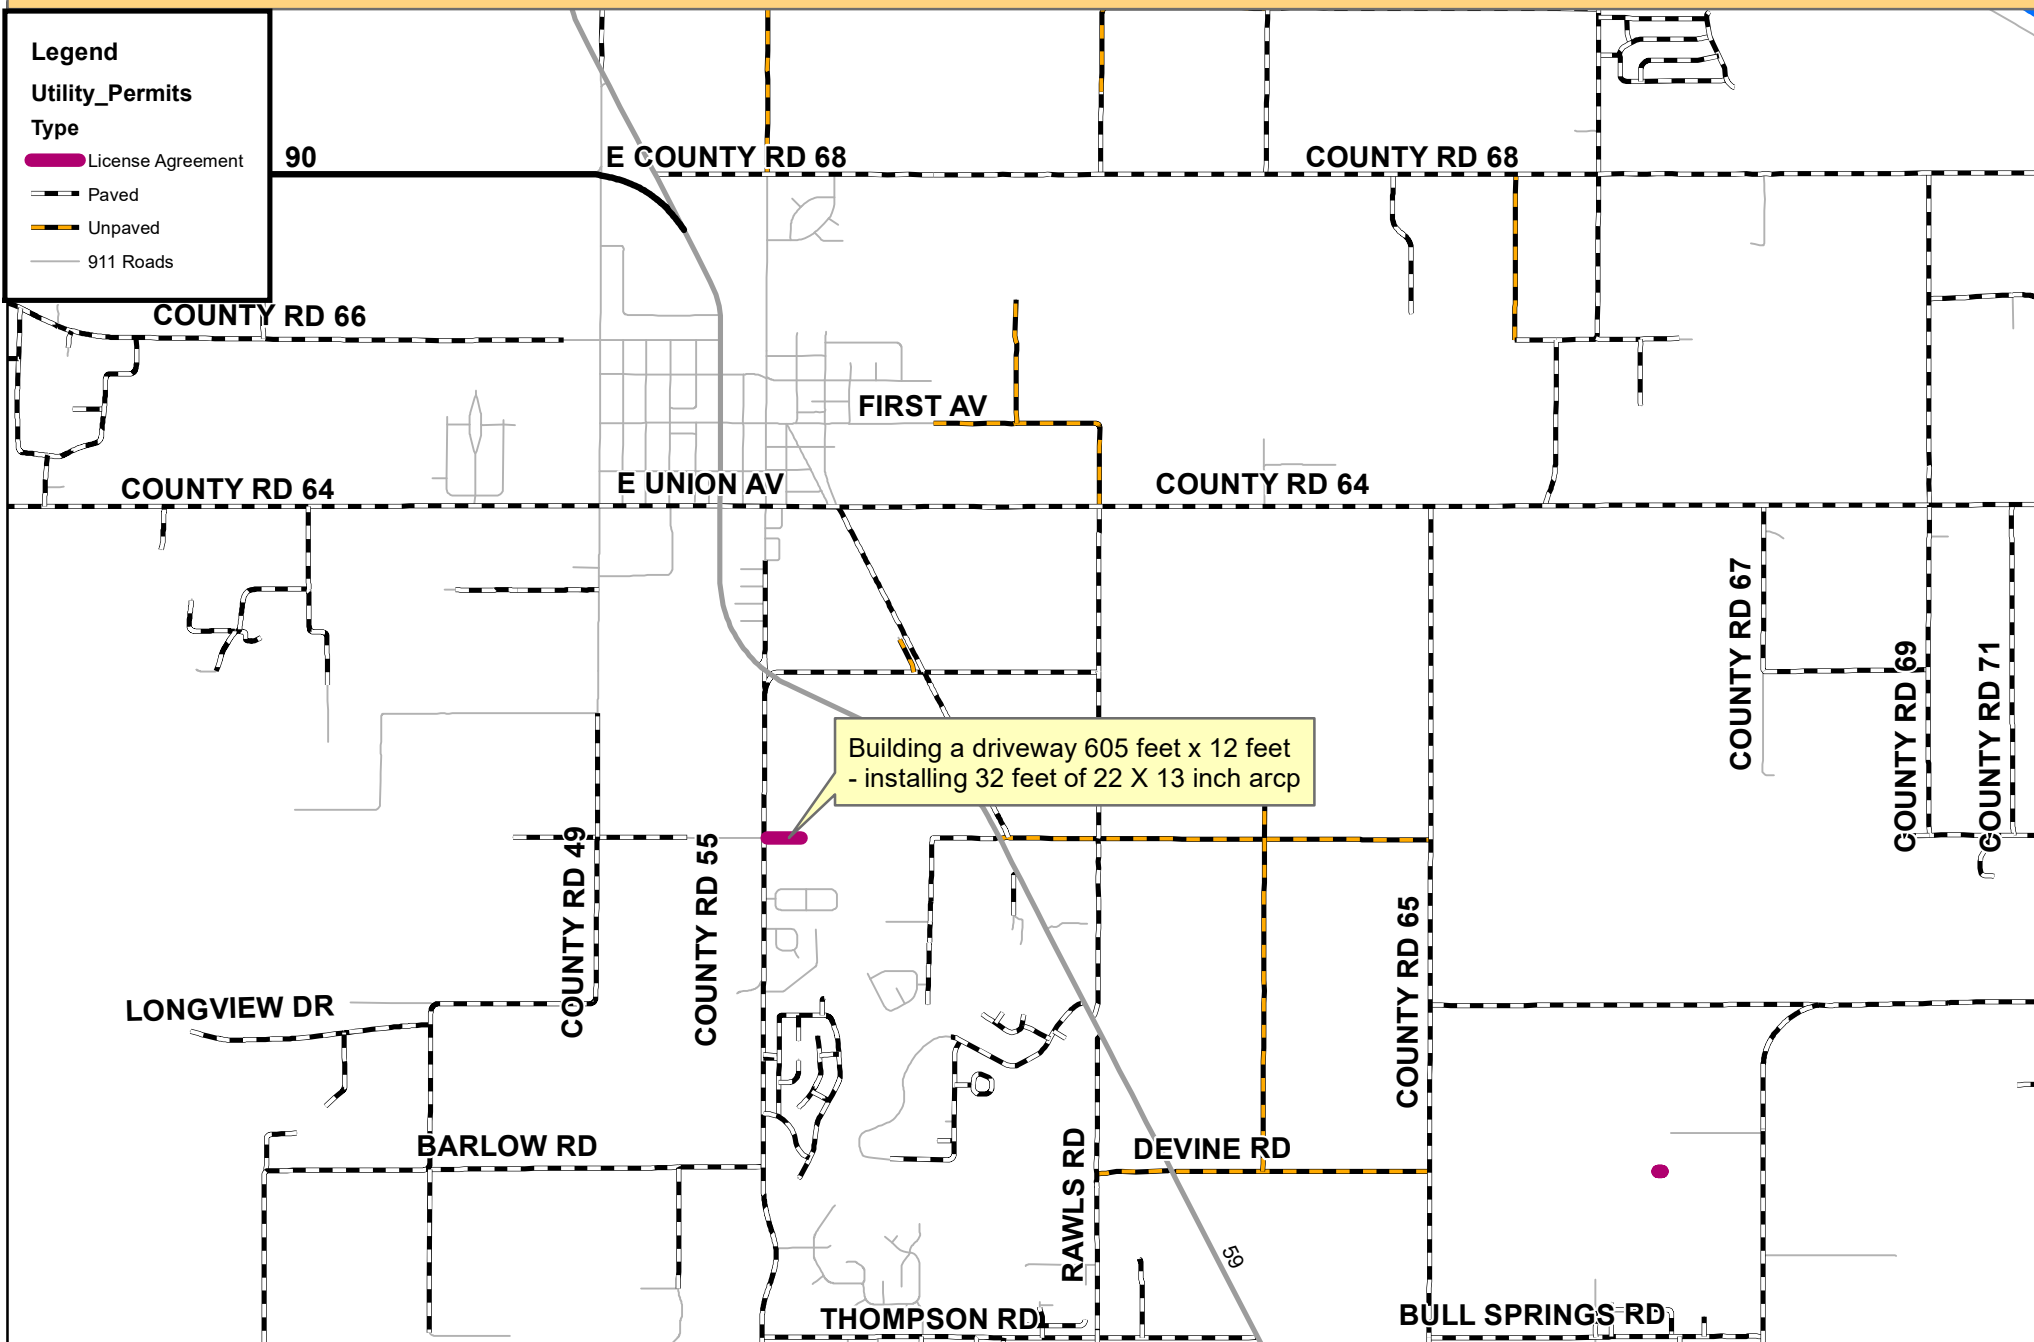 Legend
Utility_Permits
Type
License Agreement
Paved
Unpaved
911 Roads
90
E COUNTY RD 68
COUNTY RD 68
COUNTY RD 66
FIRST AV
COUNTY RD 64
E UNION AV
COUNTY RD 64
COUNTY RD 67
COUNTY RD 69
COUNTY RD 71
Building a driveway 605 feet x 12 feet
- installing 32 feet of 22 X 13 inch arcp
COUNTY RD 49
COUNTY RD 55
COUNTY RD 65
LONGVIEW DR
BARLOW RD
RAWLS RD
DEVINE RD
59
THOMPSON RD
BULL SPRINGS RD